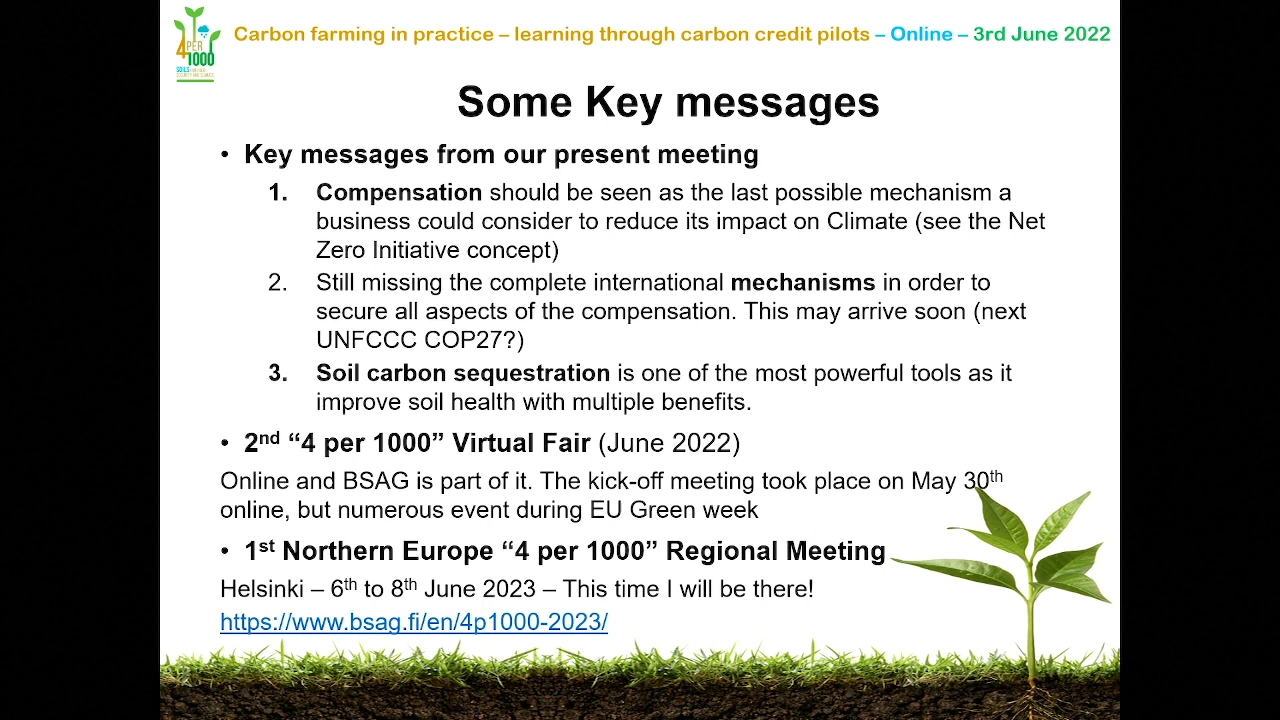 Carbon farming in practice – learning through carbon credit pilots – Online – 3rd June 2022
4PER
1000
Some Key messages
• Key messages from our present meeting
1. Compensation should be seen as the last possible mechanism a
business could consider to reduce its impact on Climate (see the Net
Zero Initiative concept)
2. Still missing the complete international mechanisms in order to
secure all aspects of the compensation. This may arrive soon (next
UNFCCC COP27?)
3. Soil carbon sequestration is one of the most powerful tools as it
improve soil health with multiple benefits.
• 2nd “4 per 1000” Virtual Fair (June 2022)
Online and BSAG is part of it. The kick-off meeting took place on May 30th
online, but numerous event during EU Green week
• 1st Northern Europe “4 per 1000” Regional Meeting
Helsinki – 6th to 8th June 2023 – This time I will be there!
https://www.bsag.fi/en/4p1000-2023/